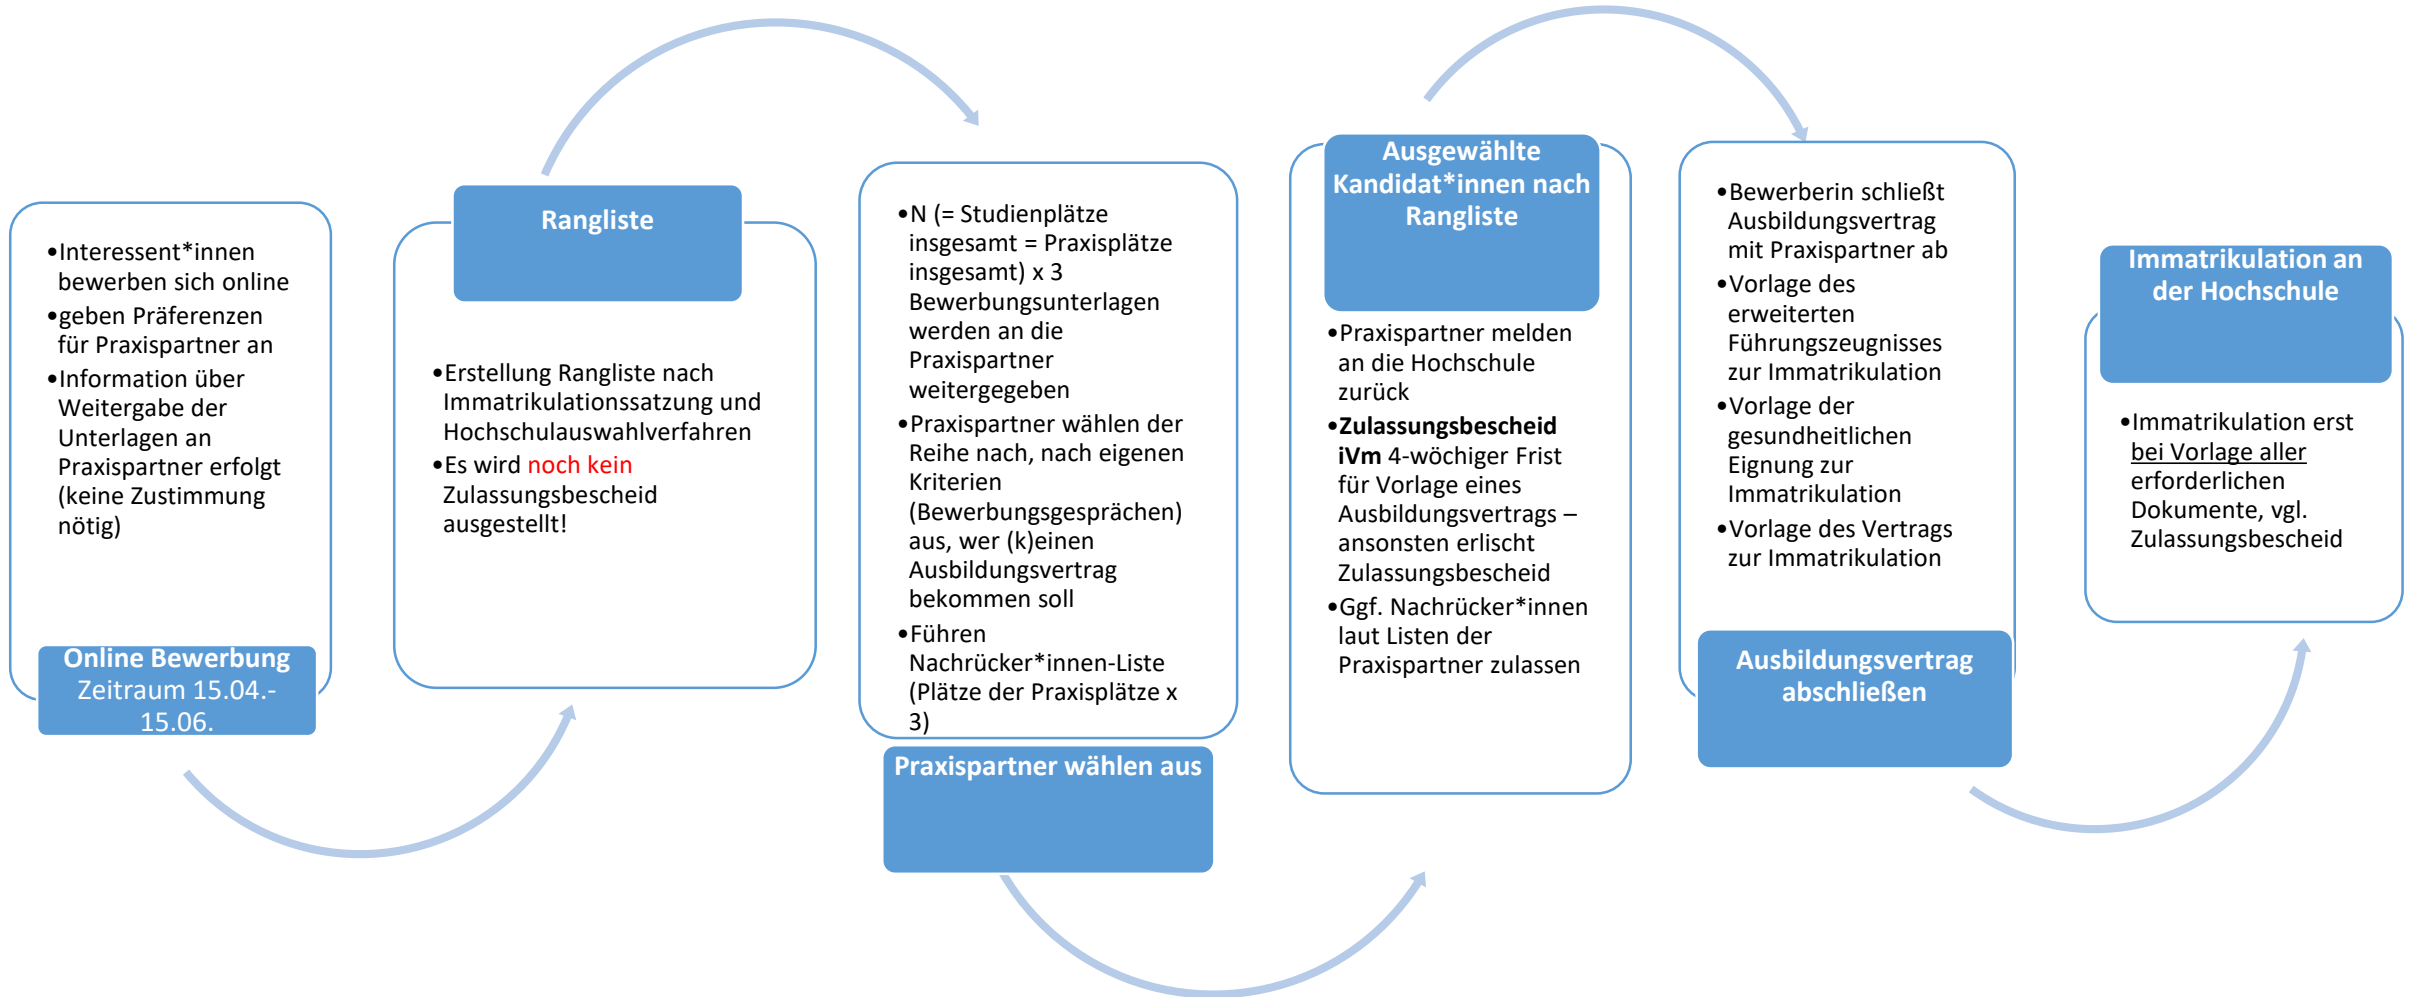 •Interessent*innen
bewerben sich online
•geben Präferenzen
für Praxispartner an
•Information über
Weitergabe der
Unterlagen an
Praxispartner erfolgt
(keine Zustimmung
nötig)
Online Bewerbung
Zeitraum 15.04.-
15.06.
Rangliste
•Erstellung Rangliste nach
Immatrikulationssatzung und
Hochschulauswahlverfahren
•Es wird noch kein
Zulassungsbescheid
ausgestellt!
•N (= Studienplätze
insgesamt = Praxisplätze
insgesamt) x 3
Bewerbungsunterlagen
werden an die
Praxispartner
weitergegeben
•Praxispartner wählen der
Reihe nach, nach eigenen
Kriterien
(Bewerbungsgesprächen)
aus, wer (k)einen
Ausbildungsvertrag
bekommen soll
•Führen
Nachrücker*innen-Liste
(Plätze der Praxisplätze x
3)
Praxispartner wählen aus
Ausgewählte
Kandidat*innen nach
Rangliste
•Praxispartner melden
an die Hochschule
zurück
•Zulassungsbescheid
iVm 4-wöchiger Frist
für Vorlage eines
Ausbildungsvertrags –
ansonsten erlischt
Zulassungsbescheid
•Ggf. Nachrücker*innen
laut Listen der
Praxispartner zulassen
•Bewerberin schließt
Ausbildungsvertrag
mit Praxispartner ab
•Vorlage des
erweiterten
Führungszeugnisses
zur Immatrikulation
•Vorlage der
gesundheitlichen
Eignung zur
Immatrikulation
•Vorlage des Vertrags
zur Immatrikulation
Ausbildungsvertrag
abschließen
Immatrikulation an
der Hochschule
•Immatrikulation erst
bei Vorlage aller
erforderlichen
Dokumente, vgl.
Zulassungsbescheid